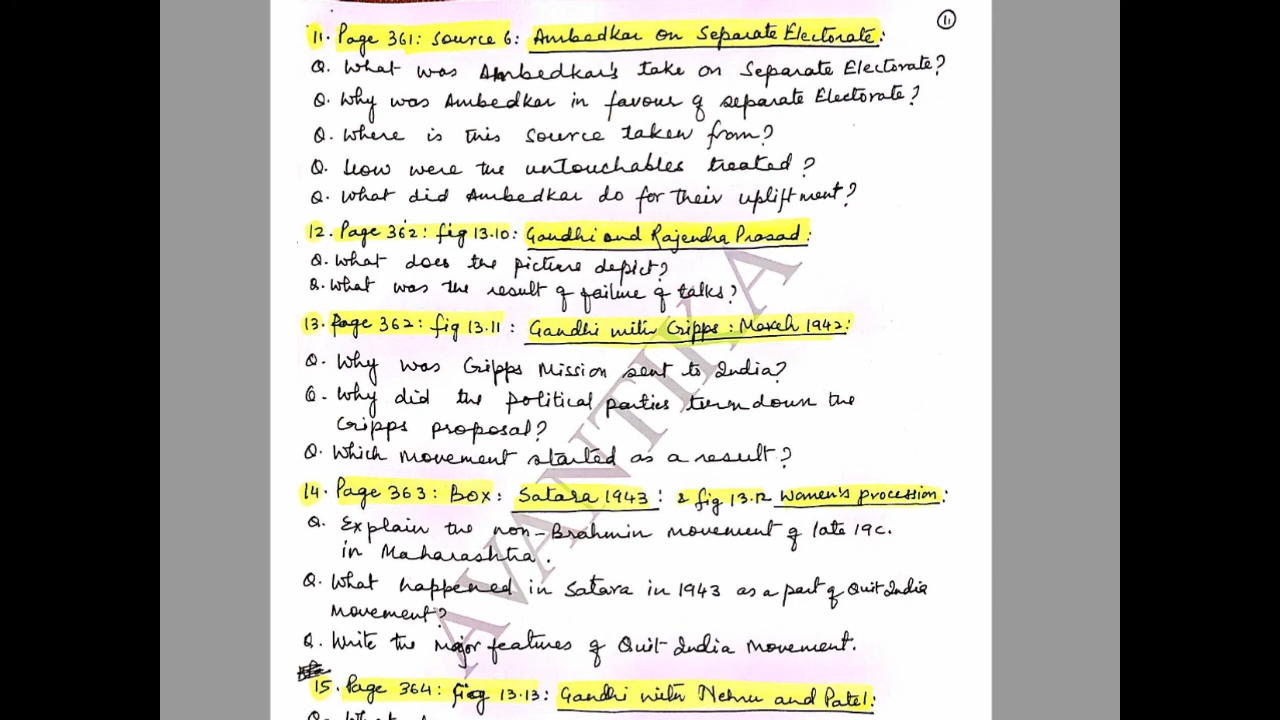 11
11. Page 361: Source 6: Ambedkar on Separate Electorate:
Q. What was Ambedkar's take on Separate Electorate?
Q. Why was Ambedkar in favour of separate Electorate?
Q. Where is this source taken from?
Q. How were the untouchables treated?
Q. What did Ambedkar do for their upliftment?
12. Page 362: fig 13.10: Gandhi and Rajendra Prasad:
Q. What does the picture depict?
Q. What was the result of failure of talks?
13. Page 362: fig 13.11: Gandhi with Cripps: March 1942:
Q. Why was Cripps Mission sent to India?
Q. Why did the political parties turn down the
Cripps proposal?
Q. Which movement started as a result?
14. Page 363: Box: Satara 1943: & fig 13.12 Women's procession:
Q. Explain the non-Brahmin movement of late 19c.
in Maharashtra.
Q. What happened in Satara in 1943 as a part of Quit India
Movement?
Q. Write the major features of Quit India Movement.
15. Page 364: fig 13.13: Gandhi with Nehru and Patel:
Q. What
AVANTIKA